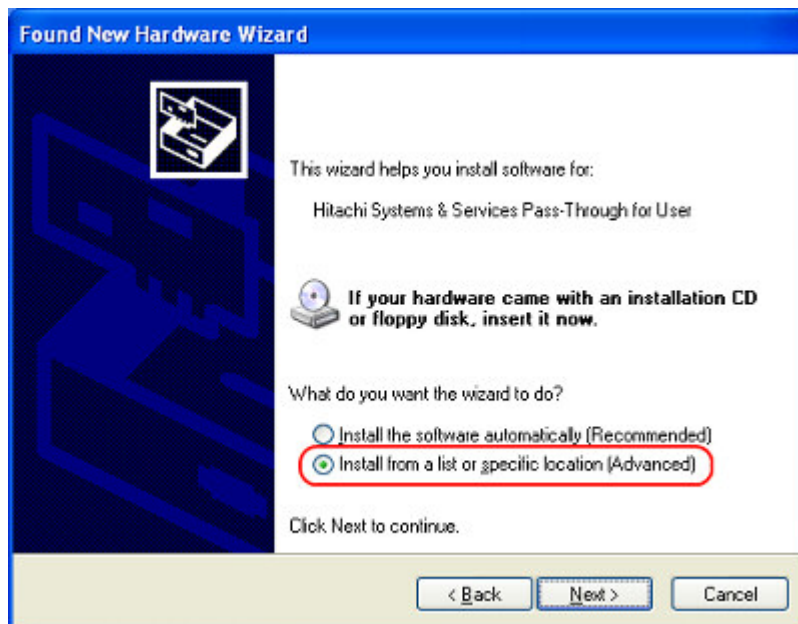 Found New Hardware Wizard
This wizard helps you install software for:
Hitachi Systems & Services Pass-Through for User
If your hardware came with an installation CD
or floppy disk, insert it now.
What do you want the wizard to do?
Install the software automatically (Recommended)
Install from a list or specific location (Advanced)
Click Next to continue.
< Back
Next >
Cancel